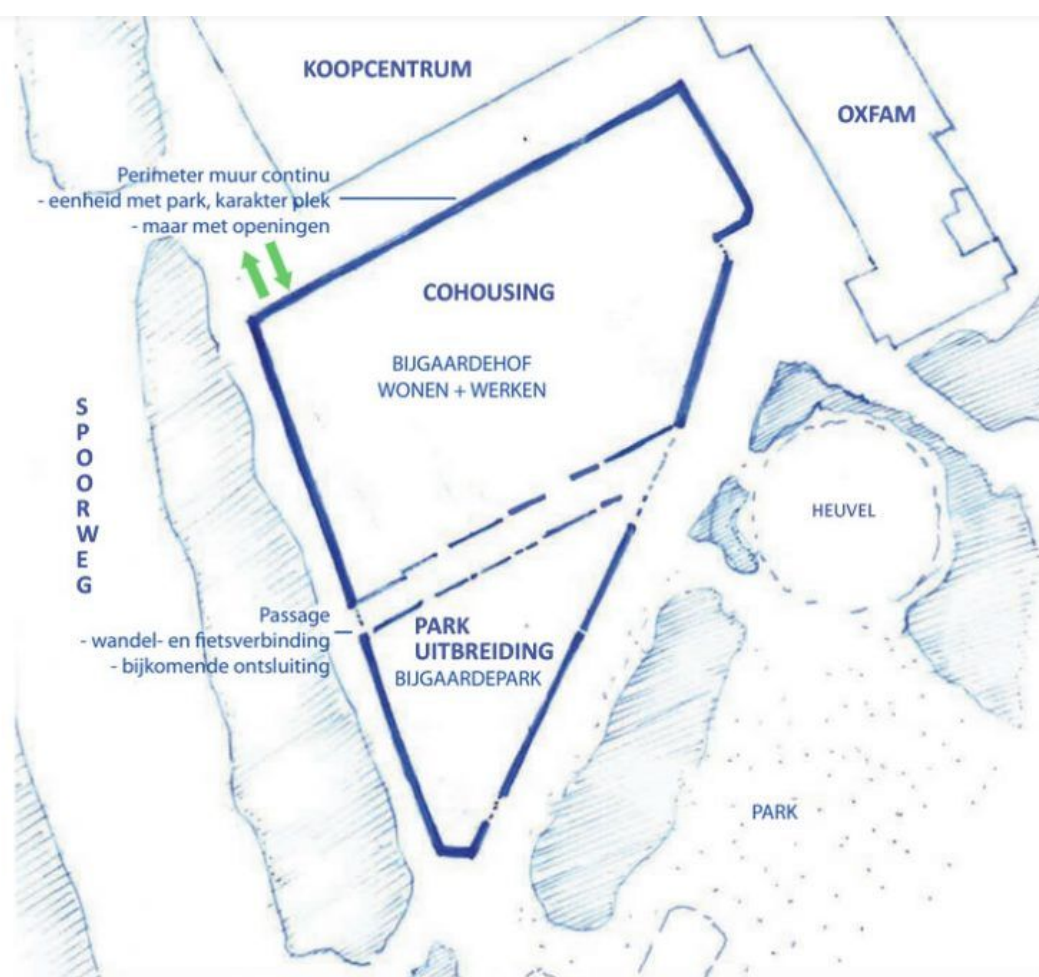 KOOPCENTRUM
OXFAM
Perimeter muur continu
- eenheid met park, karakter plek
- maar met openingen
COHOUSING
BIJGAARDEHOF
WONEN + WERKEN
SPOORWEG
HEUVEL
Passage
- wandel- en fietsverbinding
- bijkomende ontsluiting
PARK
UITBREIDING
BIJGAARDEPARK
PARK